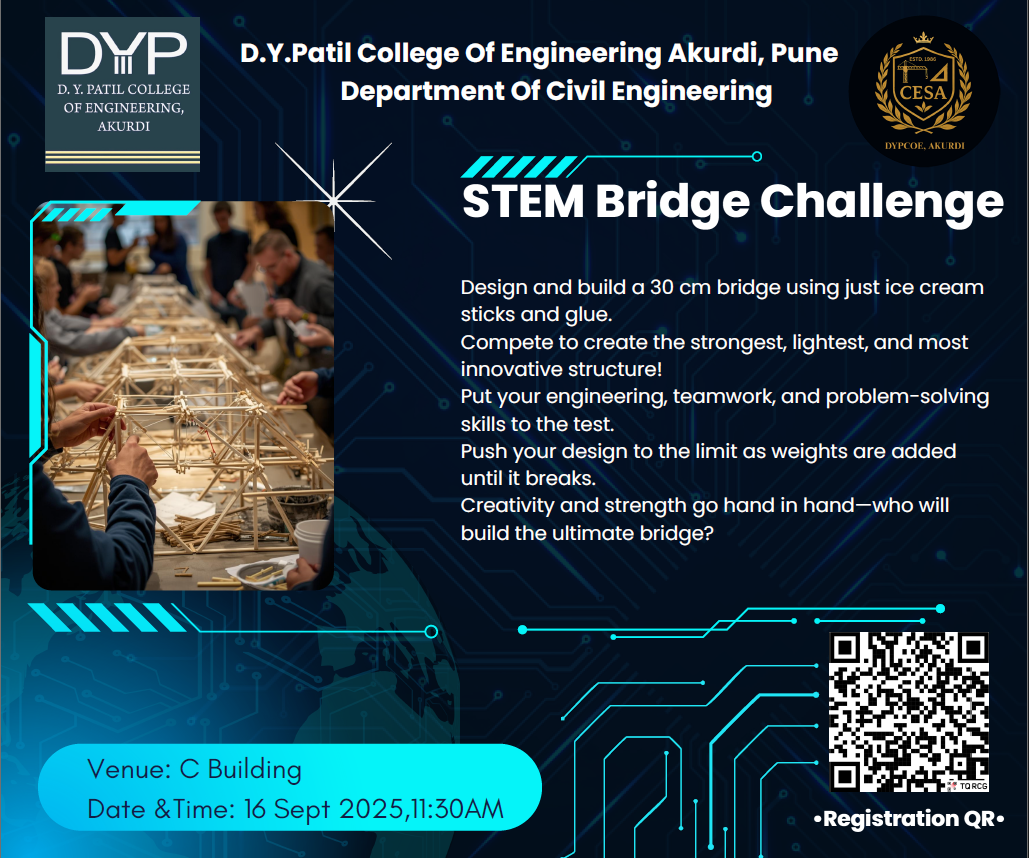 DYP
D. Y. PATIL COLLEGE
OF ENGINEERING,
AKURDI
D.Y.Patil College Of Engineering Akurdi, Pune
Department Of Civil Engineering
ESTD. 1986
CESA
DYPCOE, AKURDI
STEM Bridge Challenge
Design and build a 30 cm bridge using just ice cream
sticks and glue.
Compete to create the strongest, lightest, and most
innovative structure!
Put your engineering, teamwork, and problem-solving
skills to the test.
Push your design to the limit as weights are added
until it breaks.
Creativity and strength go hand in hand—who will
build the ultimate bridge?
Venue: C Building
Date &Time: 16 Sept 2025,11:30AM
TQRCG
•Registration QR•